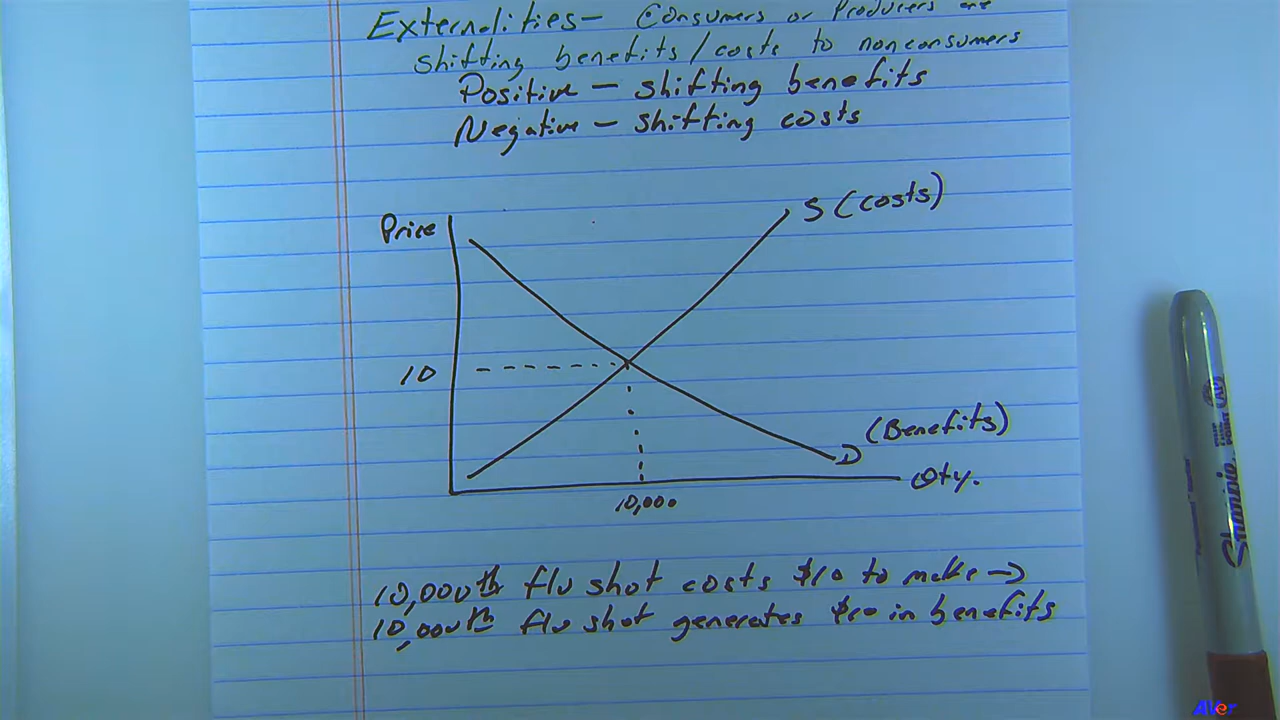 Externalities - Consumers or Producers are
shifting benefits/costs to nonconsumers
Positive - shifting benefits
Negative - shifting costs
S (costs)
Price
10
(Benefits)
D
Qty.
10,000
10,000th flu shot costs $10 to make →
10,000th flu shot generates $10 in benefits
Sharpie
AVer